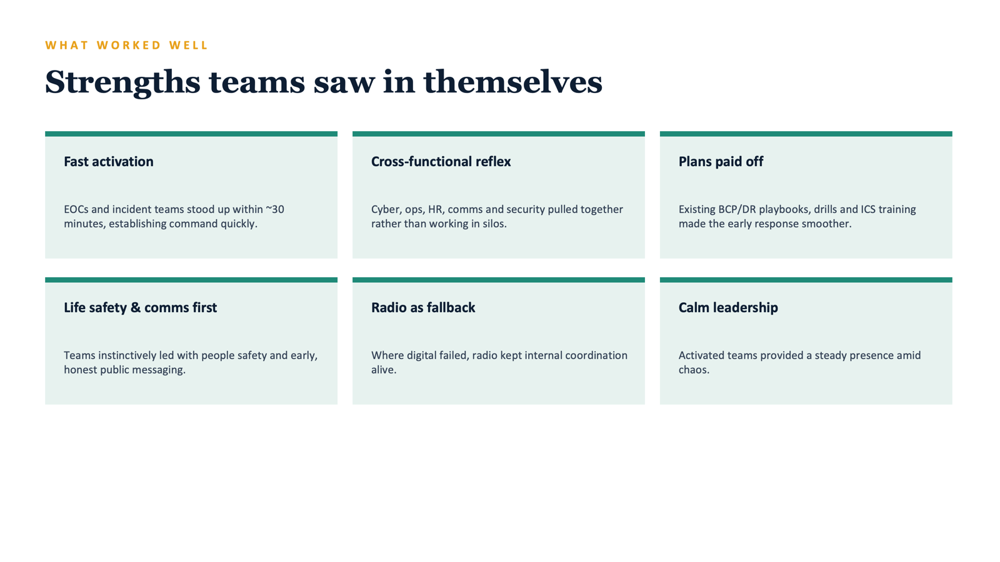 WHAT WORKED WELL
Strengths teams saw in themselves
Fast activation
EOCs and incident teams stood up within ~30
minutes, establishing command quickly.
Cross-functional reflex
Cyber, ops, HR, comms and security pulled together
rather than working in silos.
Plans paid off
Existing BCP/DR playbooks, drills and ICS training
made the early response smoother.
Life safety & comms first
Teams instinctively led with people safety and early,
honest public messaging.
Radio as fallback
Where digital failed, radio kept internal coordination
alive.
Calm leadership
Activated teams provided a steady presence amid
chaos.